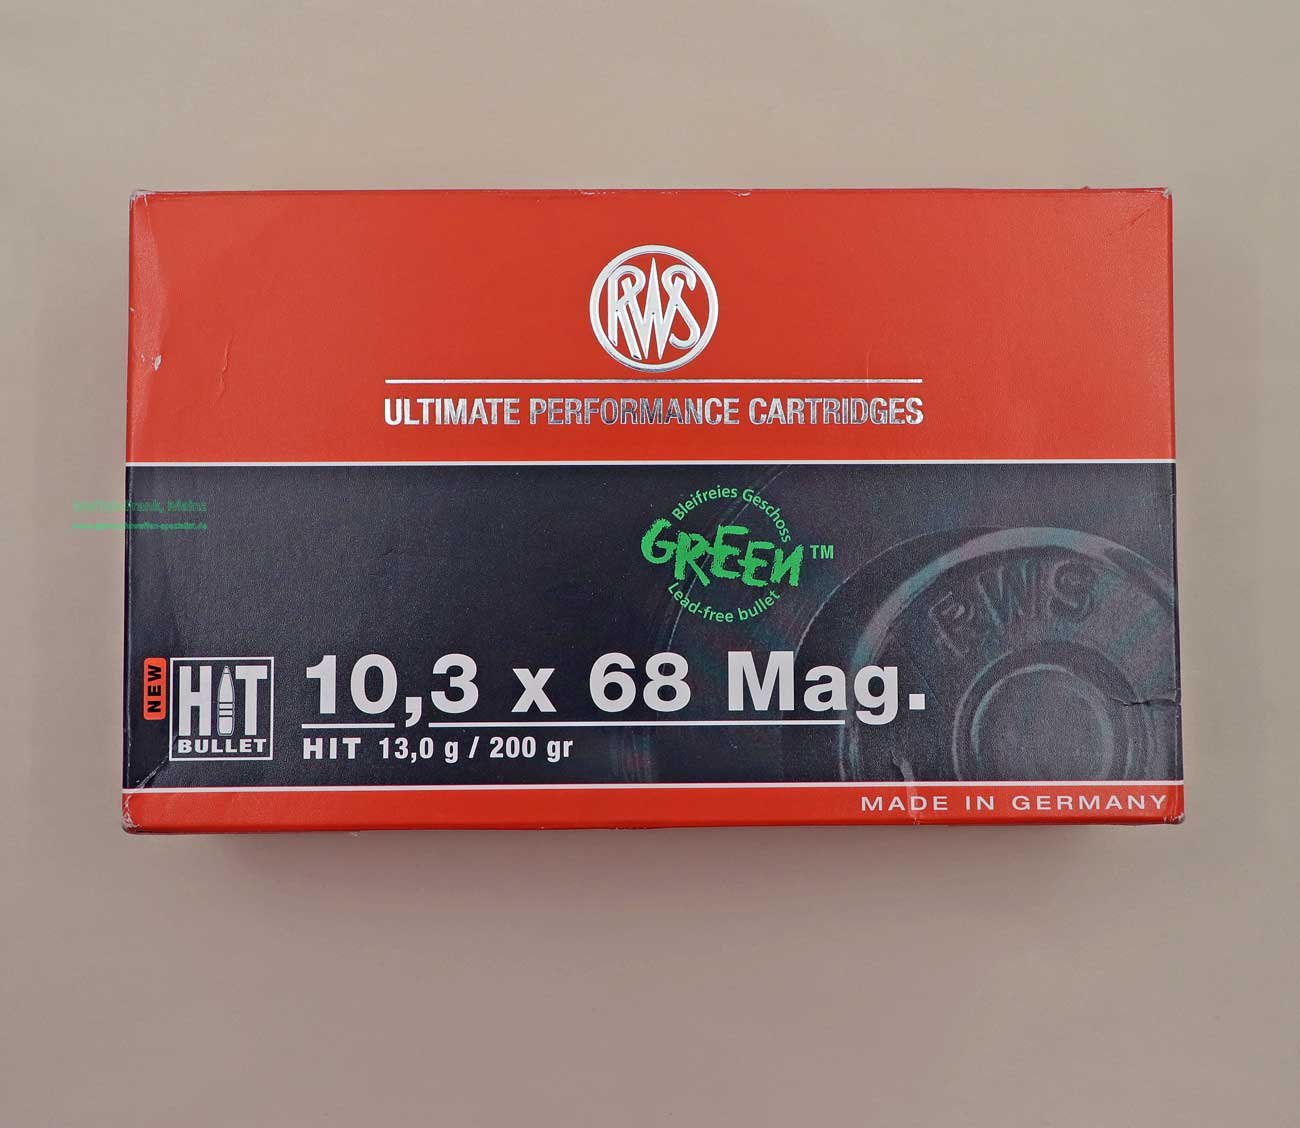 RWS
ULTIMATE PERFORMANCE CARTRIDGES
Bleifreies Geschoss
GREEN™
Lead-free bullet
RWS
NEW
HIT
BULLET
10,3 x 68 Mag.
HIT 13,0 g / 200 gr
MADE IN GERMANY